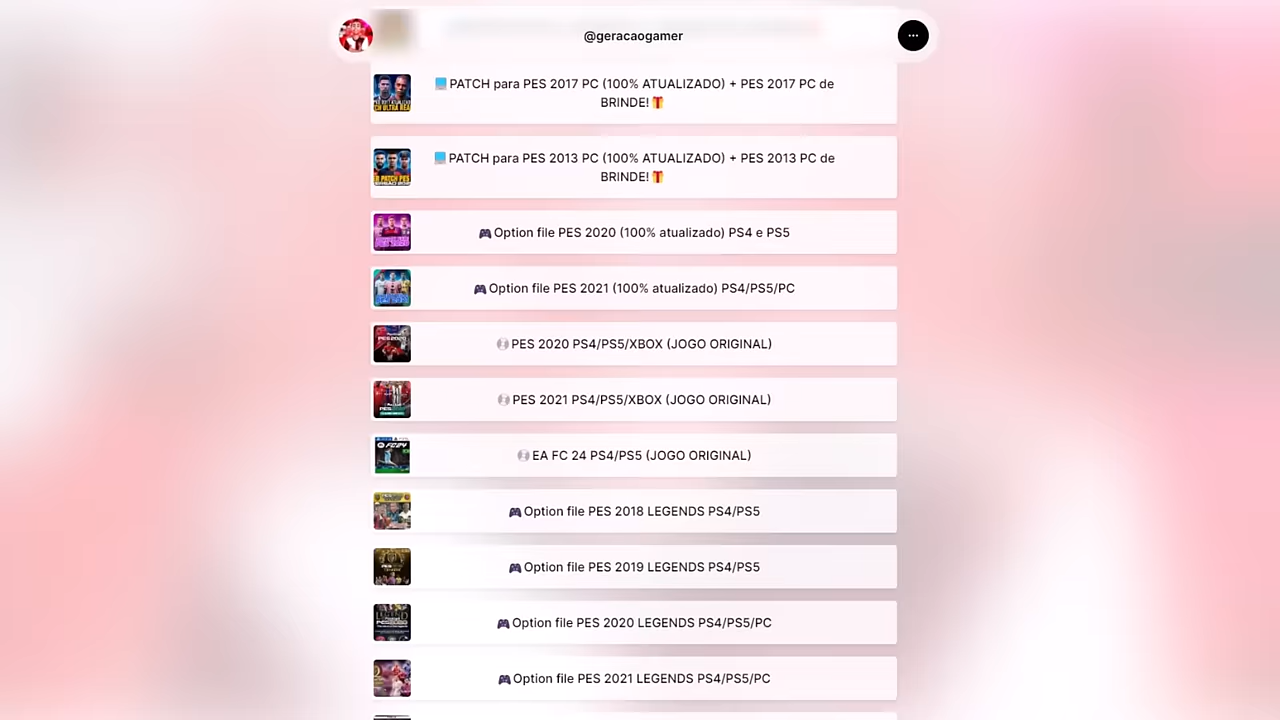 @geracaogamer
PATCH para PES 2017 PC (100% ATUALIZADO) + PES 2017 PC de
BRINDE!
PATCH para PES 2013 PC (100% ATUALIZADO) + PES 2013 PC de
BRINDE!
Option file PES 2020 (100% atualizado) PS4 e PS5
Option file PES 2021 (100% atualizado) PS4/PS5/PC
PES 2020 PS4/PS5/XBOX (JOGO ORIGINAL)
PES 2021 PS4/PS5/XBOX (JOGO ORIGINAL)
EA FC 24 PS4/PS5 (JOGO ORIGINAL)
Option file PES 2018 LEGENDS PS4/PS5
Option file PES 2019 LEGENDS PS4/PS5
Option file PES 2020 LEGENDS PS4/PS5/PC
Option file PES 2021 LEGENDS PS4/PS5/PC